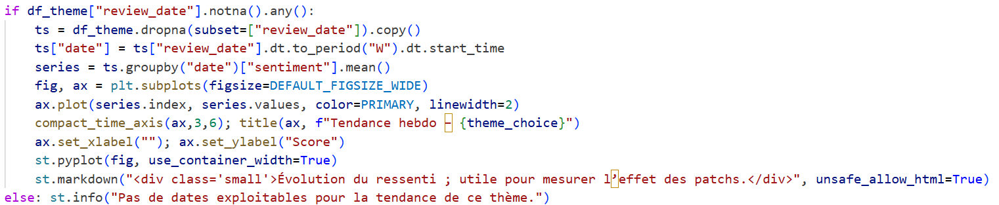 if df_theme["review_date"].notna().any():
    ts = df_theme.dropna(subset=["review_date"]).copy()
    ts["date"] = ts["review_date"].dt.to_period("W").dt.start_time
    series = ts.groupby("date")["sentiment"].mean()
    fig, ax = plt.subplots(figsize=DEFAULT_FIGSIZE_WIDE)
    ax.plot(series.index, series.values, color=PRIMARY, linewidth=2)
    compact_time_axis(ax,3,6); title(ax, f"Tendance hebdo – {theme_choice}")
    ax.set_xlabel(""); ax.set_ylabel("Score")
    st.pyplot(fig, use_container_width=True)
    st.markdown("<div class='small'>Évolution du ressenti ; utile pour mesurer l’effet des patchs.</div>", unsafe_allow_html=True)
else: st.info("Pas de dates exploitables pour la tendance de ce thème.")